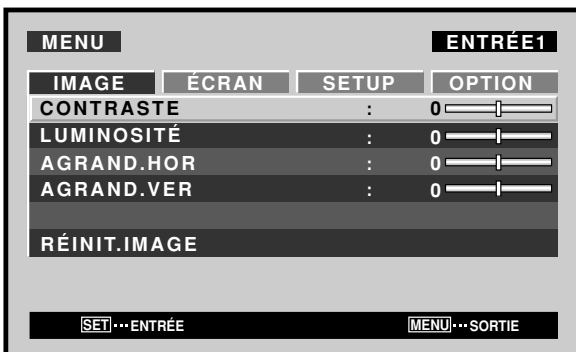 MENU ENTRÉE1
IMAGE ÉCRAN SETUP OPTION
CONTRASTE : 0
LUMINOSITÉ : 0
AGRAND.HOR : 0
AGRAND.VER : 0
RÉINIT.IMAGE
SET ··· ENTRÉE MENU ··· SORTIE